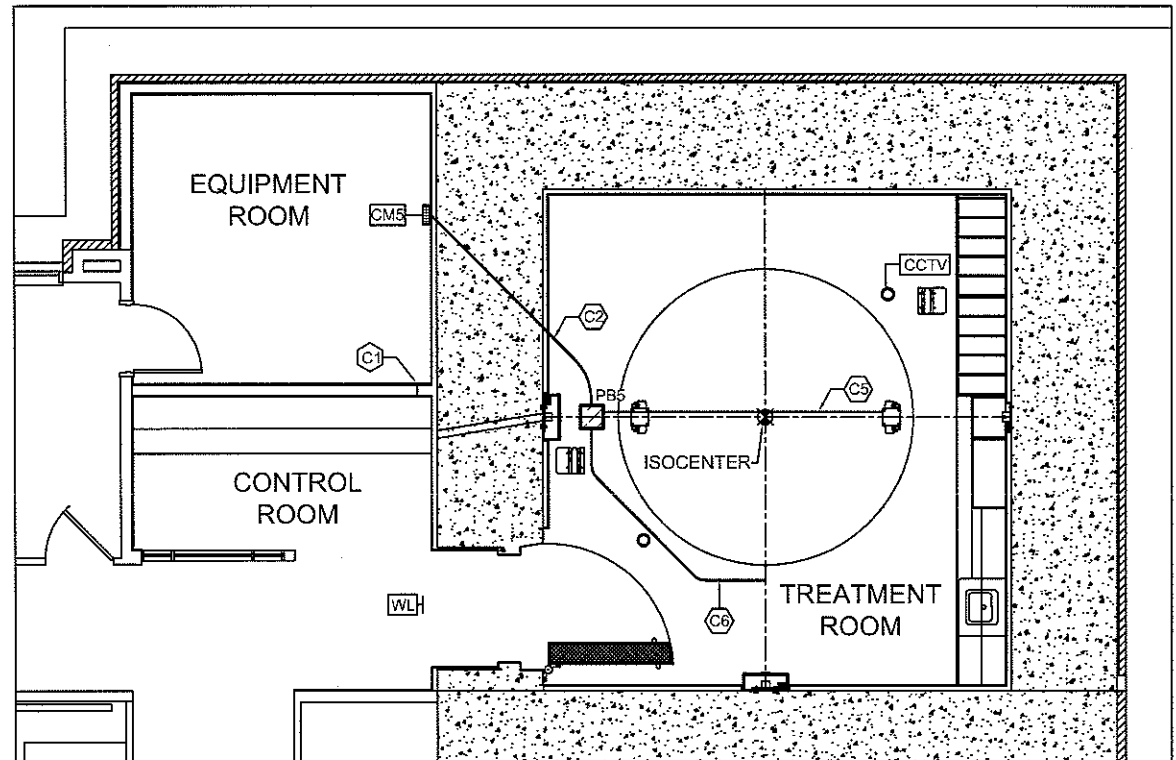 EQUIPMENT
ROOM
CM5
CCTV
C2
C1
PB5
C5
ISOCENTER
CONTROL
ROOM
TREATMENT
ROOM
WL
C6